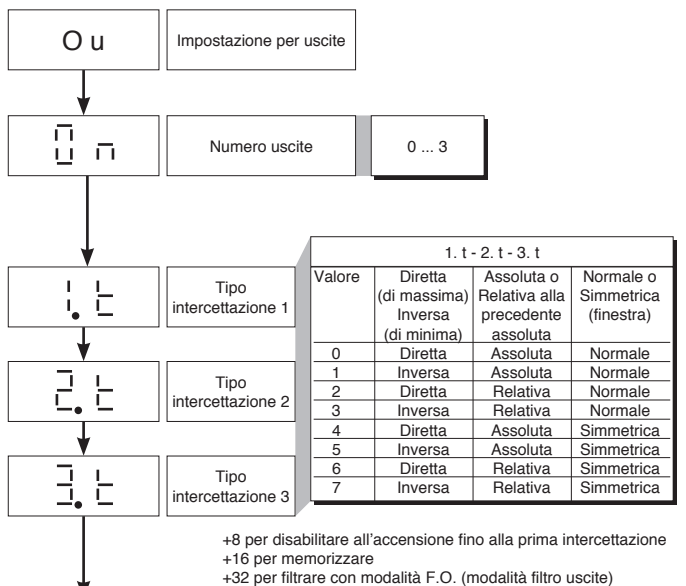 O u
Impostazione per uscite
0 n
Numero uscite
0 ... 3
1. t - 2. t - 3. t
Valore Diretta (di massima) Inversa (di minima) Assoluta o Relativa alla precedente assoluta Normale o Simmetrica (finestra)
0 Diretta Assoluta Normale
1 Inversa Assoluta Normale
2 Diretta Relativa Normale
3 Inversa Relativa Normale
4 Diretta Assoluta Simmetrica
5 Inversa Assoluta Simmetrica
6 Diretta Relativa Simmetrica
7 Inversa Relativa Simmetrica
1.t
Tipo
intercettazione 1
2.t
Tipo
intercettazione 2
3.t
Tipo
intercettazione 3
+8 per disabilitare all'accensione fino alla prima intercettazione
+16 per memorizzare
+32 per filtrare con modalità F.O. (modalità filtro uscite)